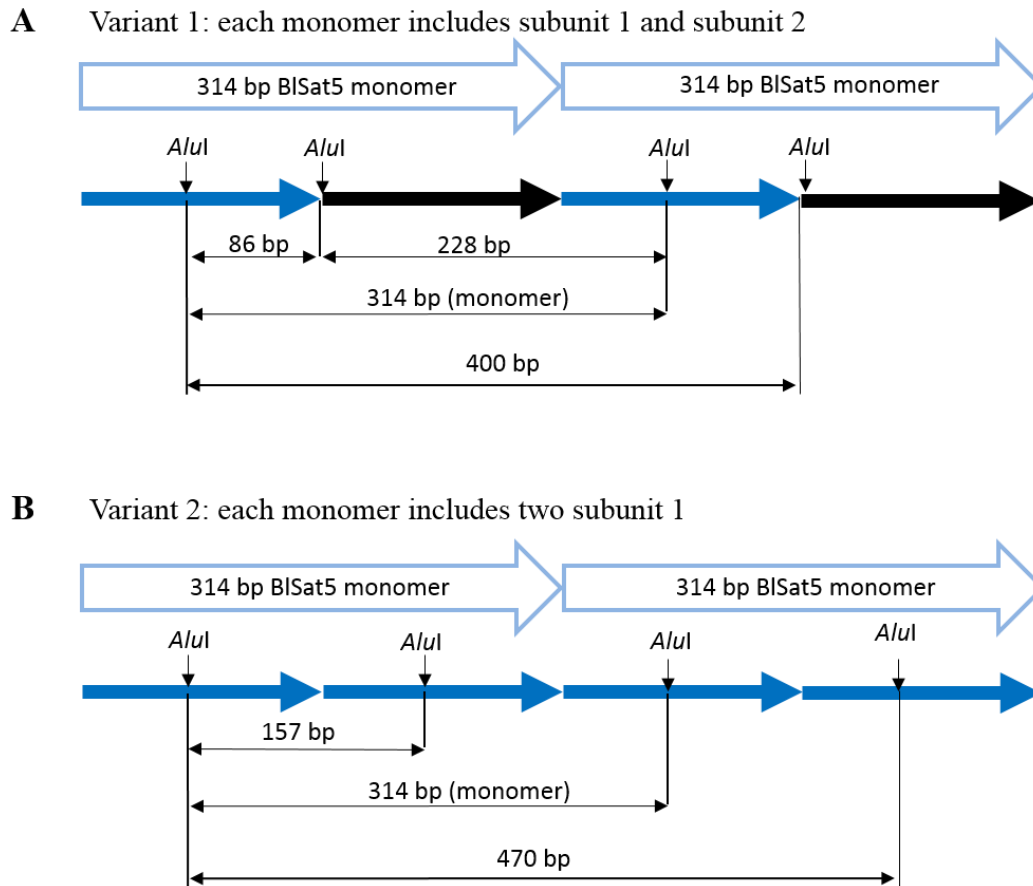 A Variant 1: each monomer includes subunit 1 and subunit 2
314 bp BlSat5 monomer 314 bp BlSat5 monomer
AluI AluI AluI AluI
86 bp 228 bp
314 bp (monomer)
400 bp
B Variant 2: each monomer includes two subunit 1
314 bp BlSat5 monomer 314 bp BlSat5 monomer
AluI AluI AluI AluI
157 bp
314 bp (monomer)
470 bp